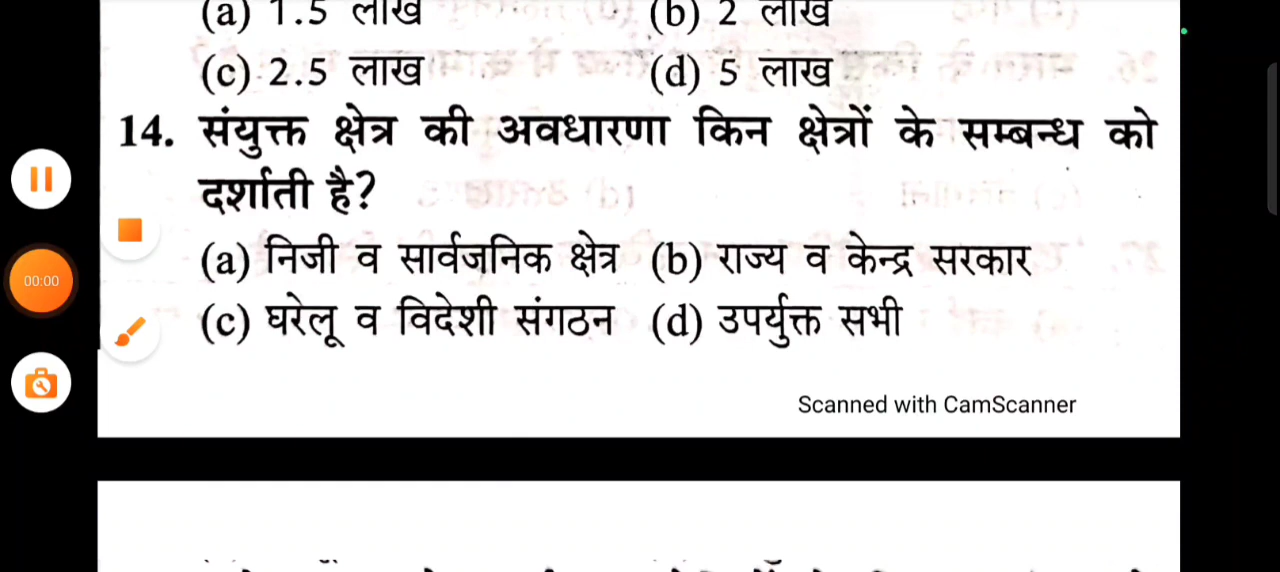 (a) 1.5 लाख (b) 2 लाख
(c) 2.5 लाख (d) 5 लाख
14. संयुक्त क्षेत्र की अवधारणा किन क्षेत्रों के सम्बन्ध को
दर्शाती है?
(a) निजी व सार्वजनिक क्षेत्र (b) राज्य व केन्द्र सरकार
00:00
(c) घरेलू व विदेशी संगठन (d) उपर्युक्त सभी
Scanned with CamScanner